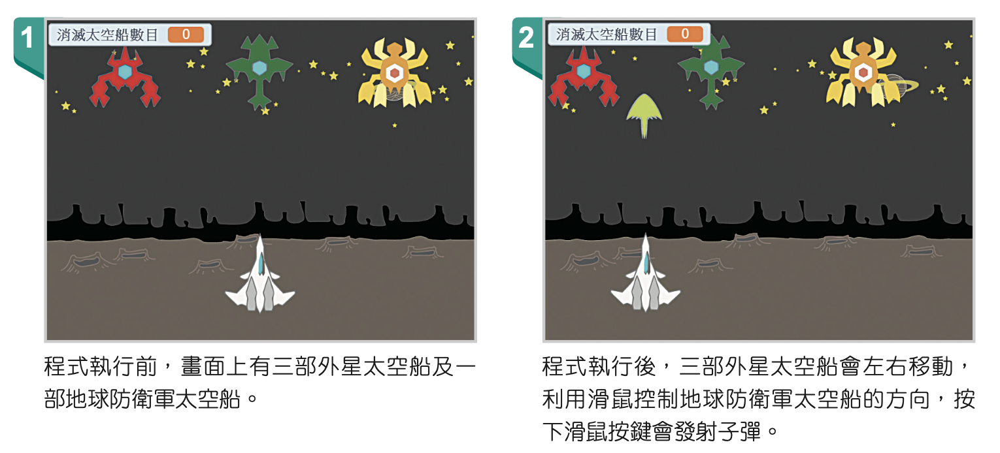 1
消滅太空船數目 0
程式執行前，畫面上有三部外星太空船及一
部地球防衛軍太空船。
2
消滅太空船數目 0
程式執行後，三部外星太空船會左右移動，
利用滑鼠控制地球防衛軍太空船的方向，按
下滑鼠按鍵會發射子彈。